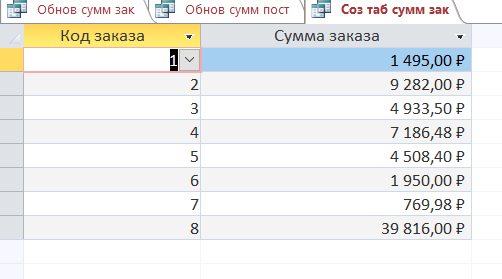 Обнов сумм зак Обнов сумм пост Соз таб сумм зак
Код заказа Сумма заказа
1 1 495,00 ₽
2 9 282,00 ₽
3 4 933,50 ₽
4 7 186,48 ₽
5 4 508,40 ₽
6 1 950,00 ₽
7 769,98 ₽
8 39 816,00 ₽